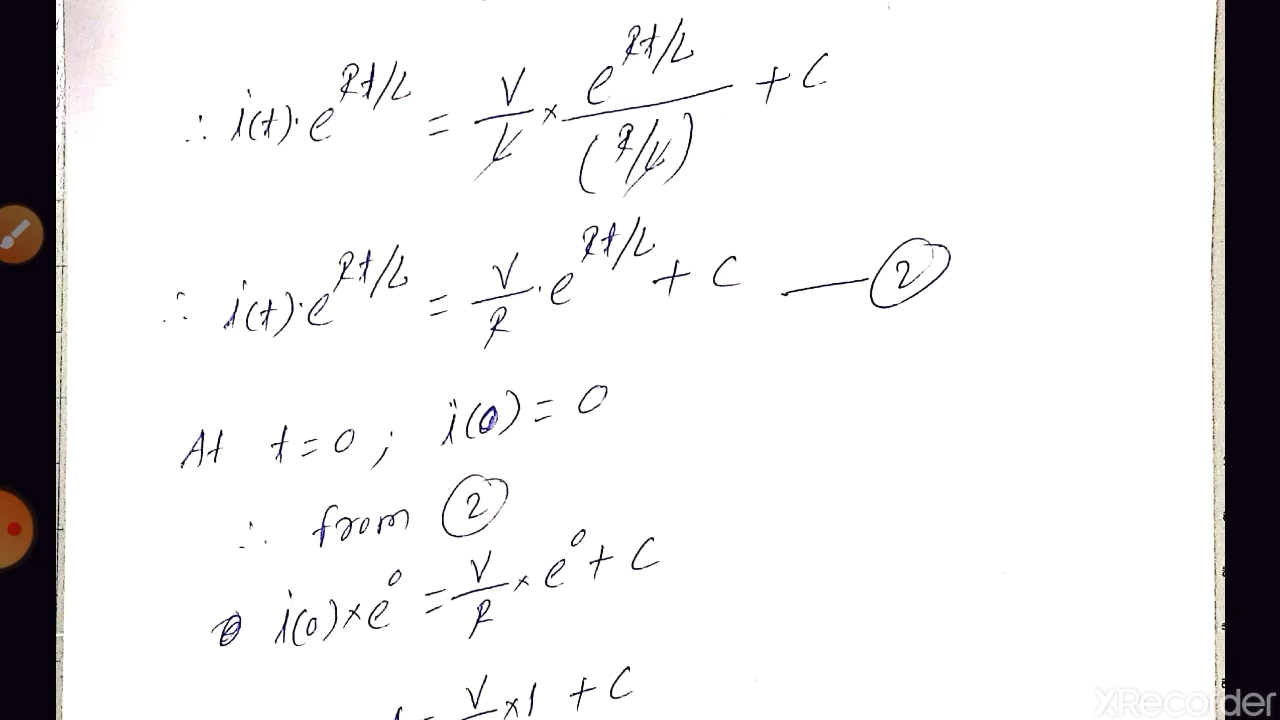 ∴ i(t)·e^{Rt/L} = V/L × e^{Rt/L}/(R/L) + C
∴ i(t)·e^{Rt/L} = V/R · e^{Rt/L} + C — ②
At t=0 ; i(0) = 0
∴ from ②
i(0)×e^0 = V/R × e^0 + C
= V ×1 + C
XRecorder